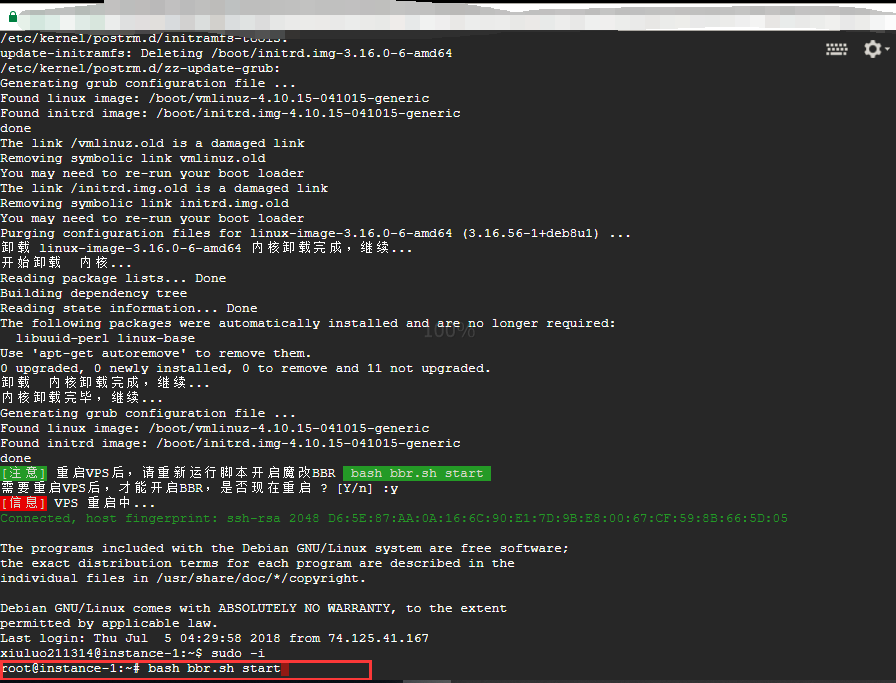 /etc/kernel/postrm.d/initramfs-tools:
update-initramfs: Deleting /boot/initrd.img-3.16.0-6-amd64
/etc/kernel/postrm.d/zz-update-grub:
Generating grub configuration file ...
Found linux image: /boot/vmlinuz-4.10.15-041015-generic
Found initrd image: /boot/initrd.img-4.10.15-041015-generic
done
The link /vmlinuz.old is a damaged link
Removing symbolic link vmlinuz.old
You may need to re-run your boot loader
The link /initrd.img.old is a damaged link
Removing symbolic link initrd.img.old
You may need to re-run your boot loader
Purging configuration files for linux-image-3.16.0-6-amd64 (3.16.56-1+deb8u1) ...
卸载 linux-image-3.16.0-6-amd64 内核卸载完成，继续...
开始卸载  内核...
Reading package lists... Done
Building dependency tree
Reading state information... Done
The following packages were automatically installed and are no longer required:
  libuuid-perl linux-base
Use 'apt-get autoremove' to remove them.
0 upgraded, 0 newly installed, 0 to remove and 11 not upgraded.
卸载  内核卸载完成，继续...
内核卸载完毕，继续...
Generating grub configuration file ...
Found linux image: /boot/vmlinuz-4.10.15-041015-generic
Found initrd image: /boot/initrd.img-4.10.15-041015-generic
done
[注意] 重启VPS后，请重新运行脚本开启魔改BBR  bash bbr.sh start
需要重启VPS后，才能开启BBR，是否现在重启 ? [Y/n] :y
[信息] VPS 重启中...
Connected, host fingerprint: ssh-rsa 2048 D6:5E:87:AA:0A:16:6C:90:E1:7D:9B:E8:00:67:CF:59:8B:66:5D:05
The programs included with the Debian GNU/Linux system are free software;
the exact distribution terms for each program are described in the
individual files in /usr/share/doc/*/copyright.
Debian GNU/Linux comes with ABSOLUTELY NO WARRANTY, to the extent
permitted by applicable law.
Last login: Thu Jul  5 04:29:58 2018 from 74.125.41.167
xiuluo211314@instance-1:~$ sudo -i
root@instance-1:~# bash bbr.sh start
100%